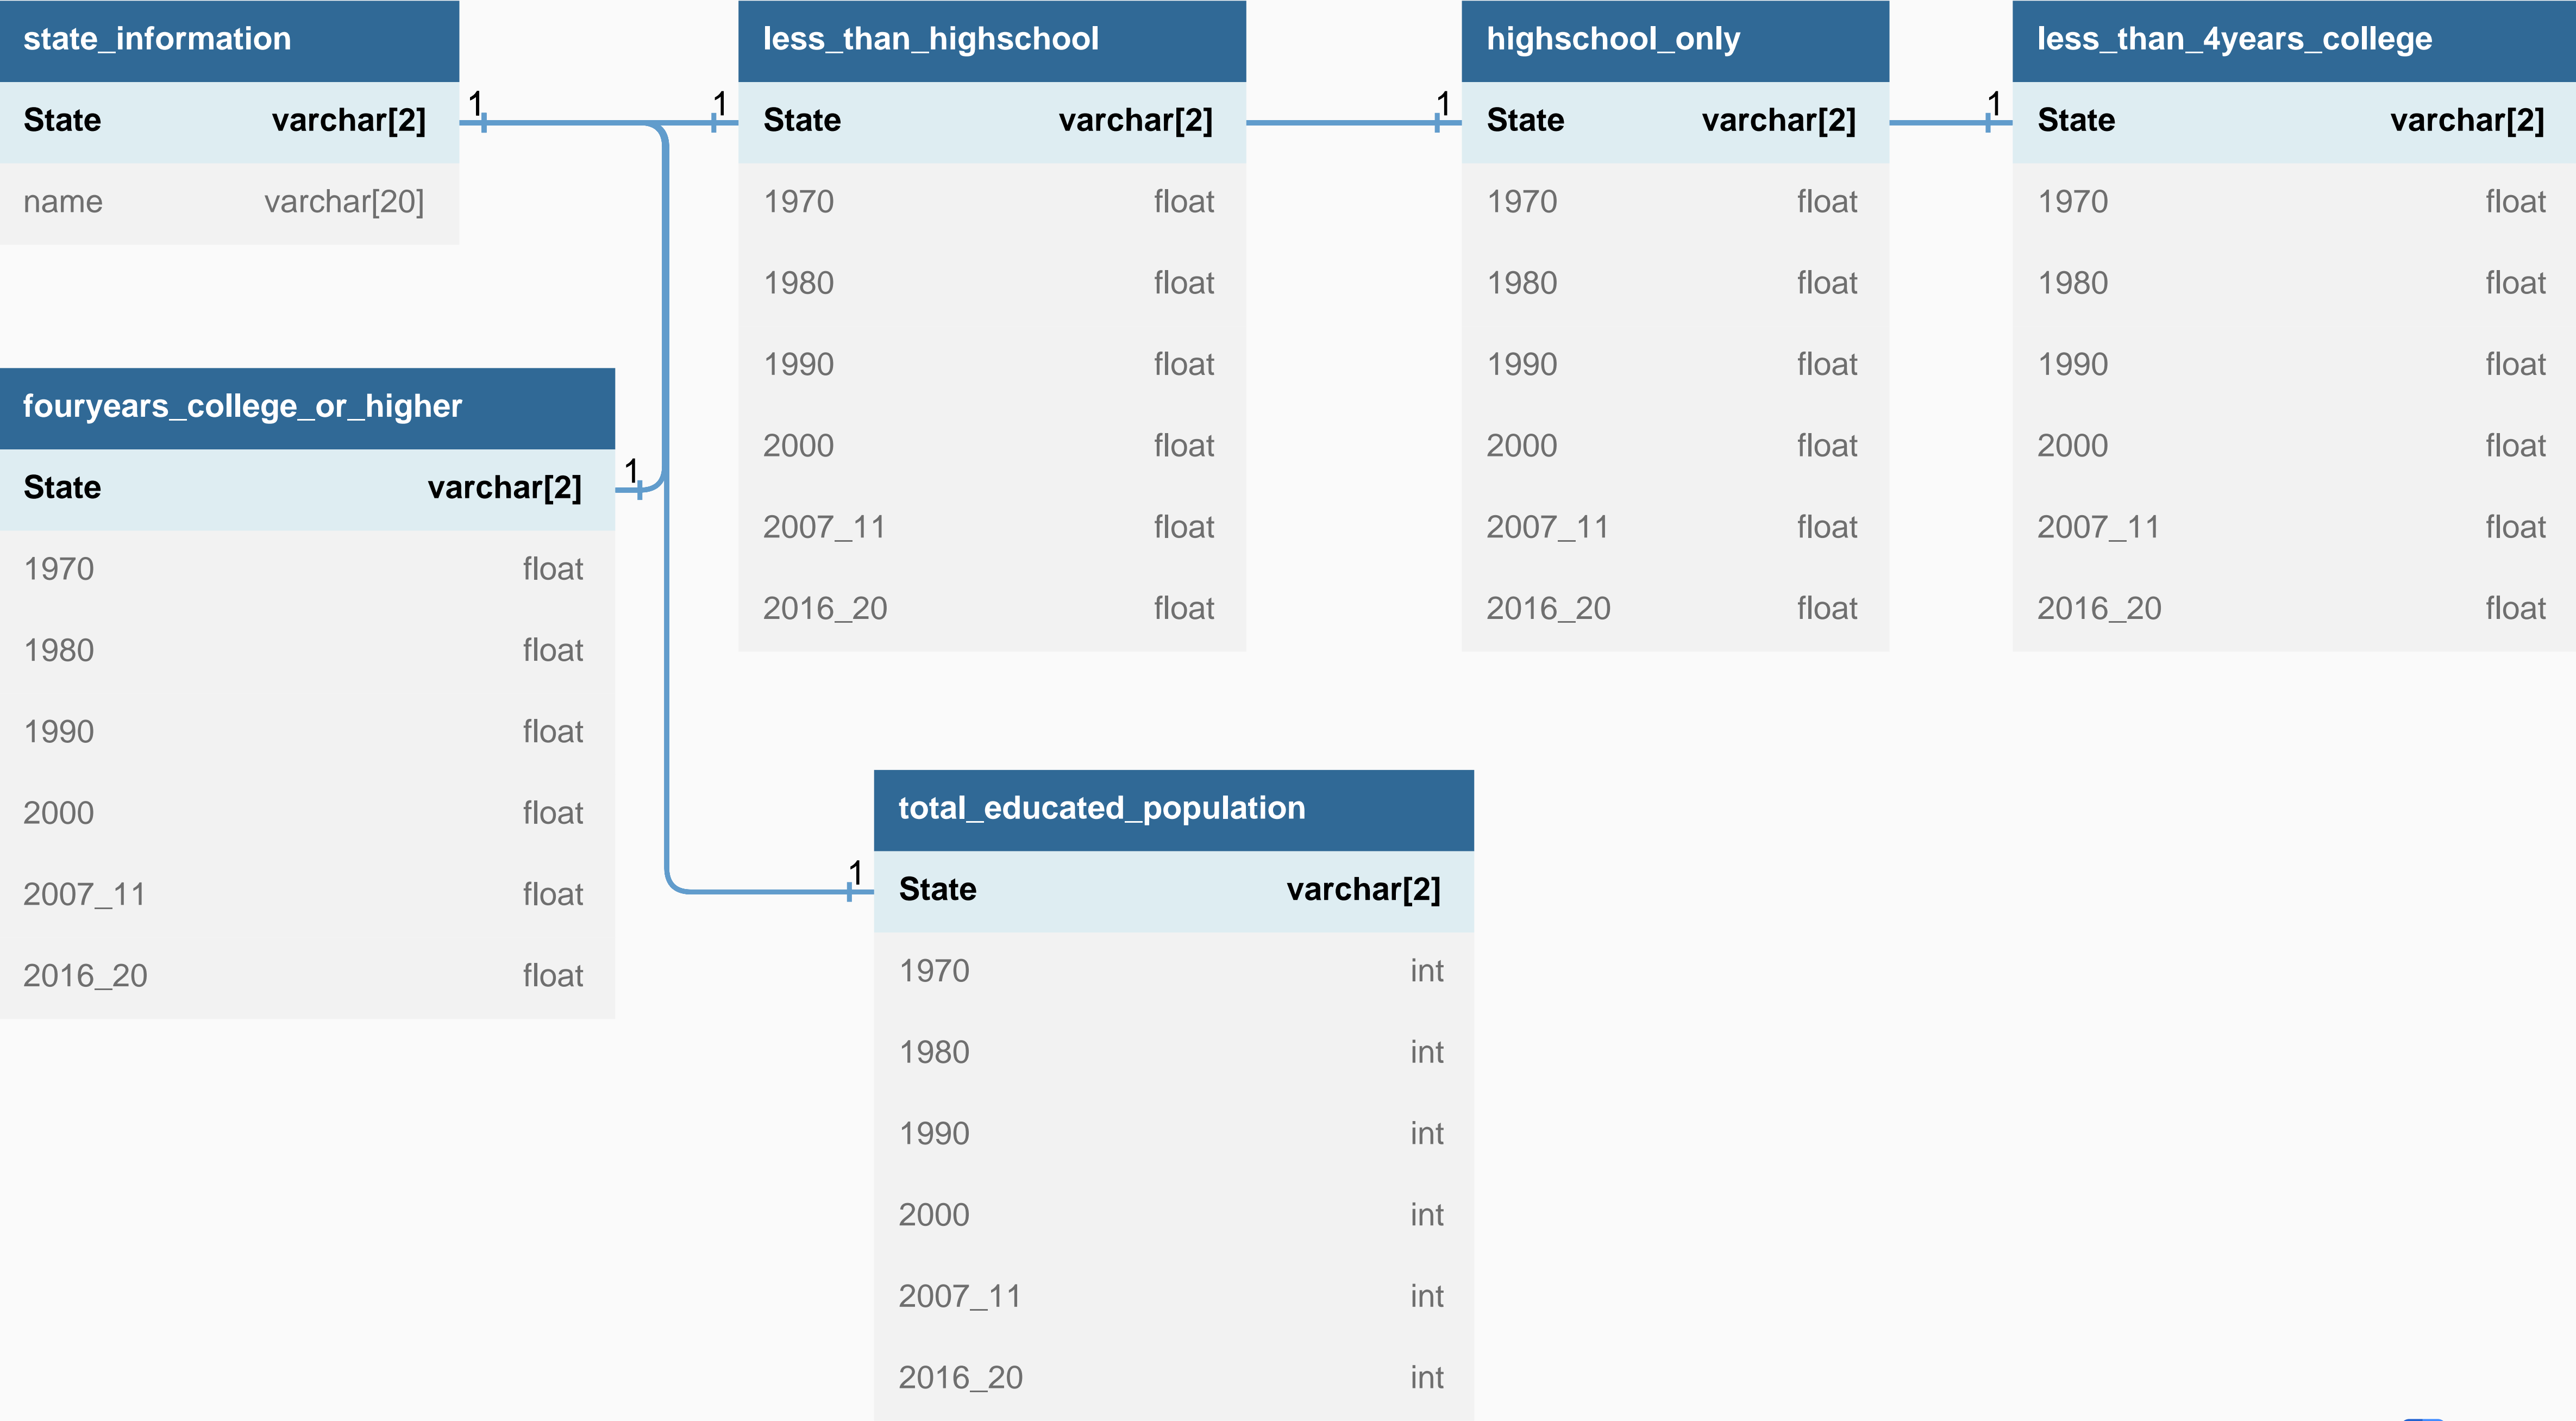 state_information
State varchar[2]
name varchar[20]
1
1
less_than_highschool
State varchar[2]
1970 float
1980 float
1990 float
2000 float
2007_11 float
2016_20 float
1
highschool_only
State varchar[2]
1970 float
1980 float
1990 float
2000 float
2007_11 float
2016_20 float
1
less_than_4years_college
State varchar[2]
1970 float
1980 float
1990 float
2000 float
2007_11 float
2016_20 float
fouryears_college_or_higher
State varchar[2]
1970 float
1980 float
1990 float
2000 float
2007_11 float
2016_20 float
1
1
total_educated_population
State varchar[2]
1970 int
1980 int
1990 int
2000 int
2007_11 int
2016_20 int